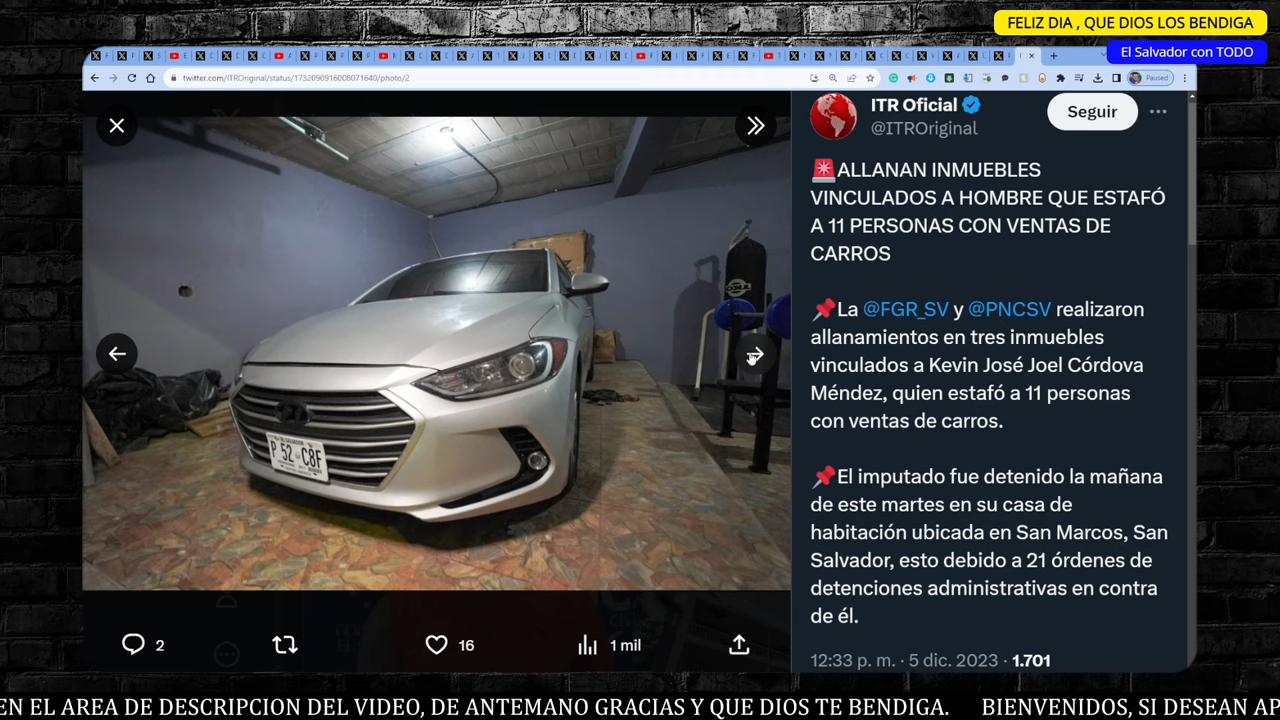 FELIZ DIA , QUE DIOS LOS BENDIGA
El Salvador con TODO
twitter.com/ITROriginal/status/1732090916008071640/photo/2
Paused
ITR Oficial
@ITROriginal
Seguir
🚨ALLANAN INMUEBLES
VINCULADOS A HOMBRE QUE ESTAFÓ
A 11 PERSONAS CON VENTAS DE
CARROS
📌La @FGR_SV y @PNCSV realizaron
allanamientos en tres inmuebles
vinculados a Kevin José Joel Córdova
Méndez, quien estafó a 11 personas
con ventas de carros.
📌El imputado fue detenido la mañana
de este martes en su casa de
habitación ubicada en San Marcos, San
Salvador, esto debido a 21 órdenes de
detenciones administrativas en contra
de él.
EL SALVADOR
P 52 C8F
2
16
1 mil
12:33 p. m. · 5 dic. 2023 · 1.701
EN EL AREA DE DESCRIPCION DEL VIDEO, DE ANTEMANO GRACIAS Y QUE DIOS TE BENDIGA. BIENVENIDOS, SI DESEAN AP